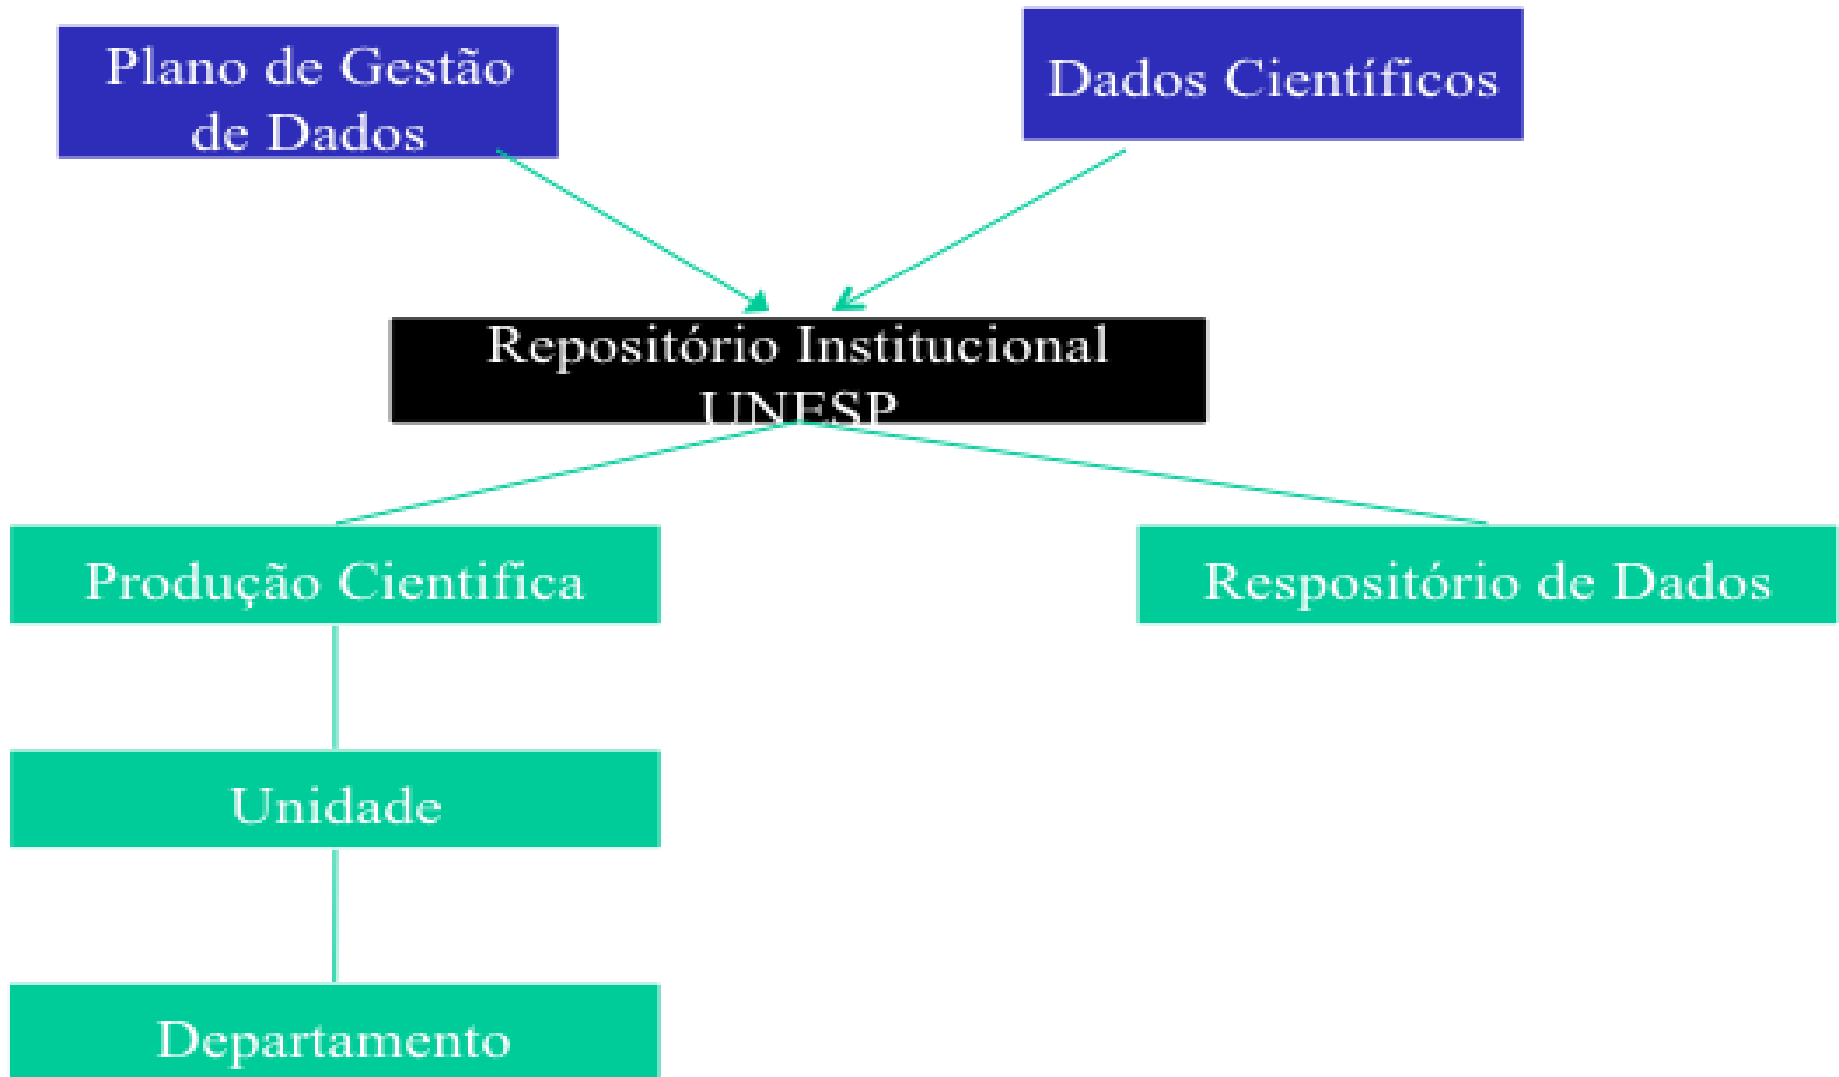 Plano de Gestão
de Dados
Dados Científicos
Repositório Institucional
UNESP
Produção Cientifica
Respositório de Dados
Unidade
Departamento